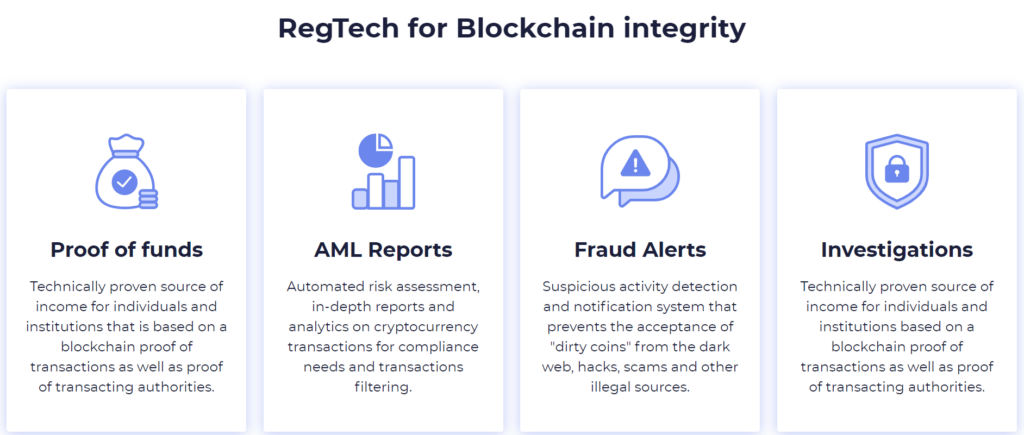 RegTech for Blockchain integrity
Proof of funds
Technically proven source of
income for individuals and
institutions that is based on a
blockchain proof of
transactions as well as proof
of transacting authorities.
AML Reports
Automated risk assessment,
in-depth reports and
analytics on cryptocurrency
transactions for compliance
needs and transactions
filtering.
Fraud Alerts
Suspicious activity detection
and notification system that
prevents the acceptance of
"dirty coins" from the dark
web, hacks, scams and other
illegal sources.
Investigations
Technically proven source of
income for individuals and
institutions based on a
blockchain proof of
transactions as well as proof
of transacting authorities.